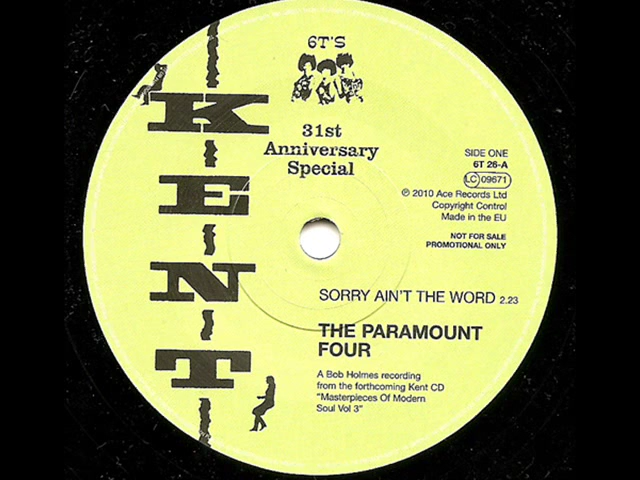 6T'S
KENT
31st
Anniversary
Special
SIDE ONE
6T 26-A
LC 09671
℗ 2010 Ace Records Ltd
Copyright Control
Made in the EU
NOT FOR SALE
PROMOTIONAL ONLY
SORRY AIN'T THE WORD 2.23
THE PARAMOUNT
FOUR
A Bob Holmes recording
from the forthcoming Kent CD
"Masterpieces Of Modern
Soul Vol 3"